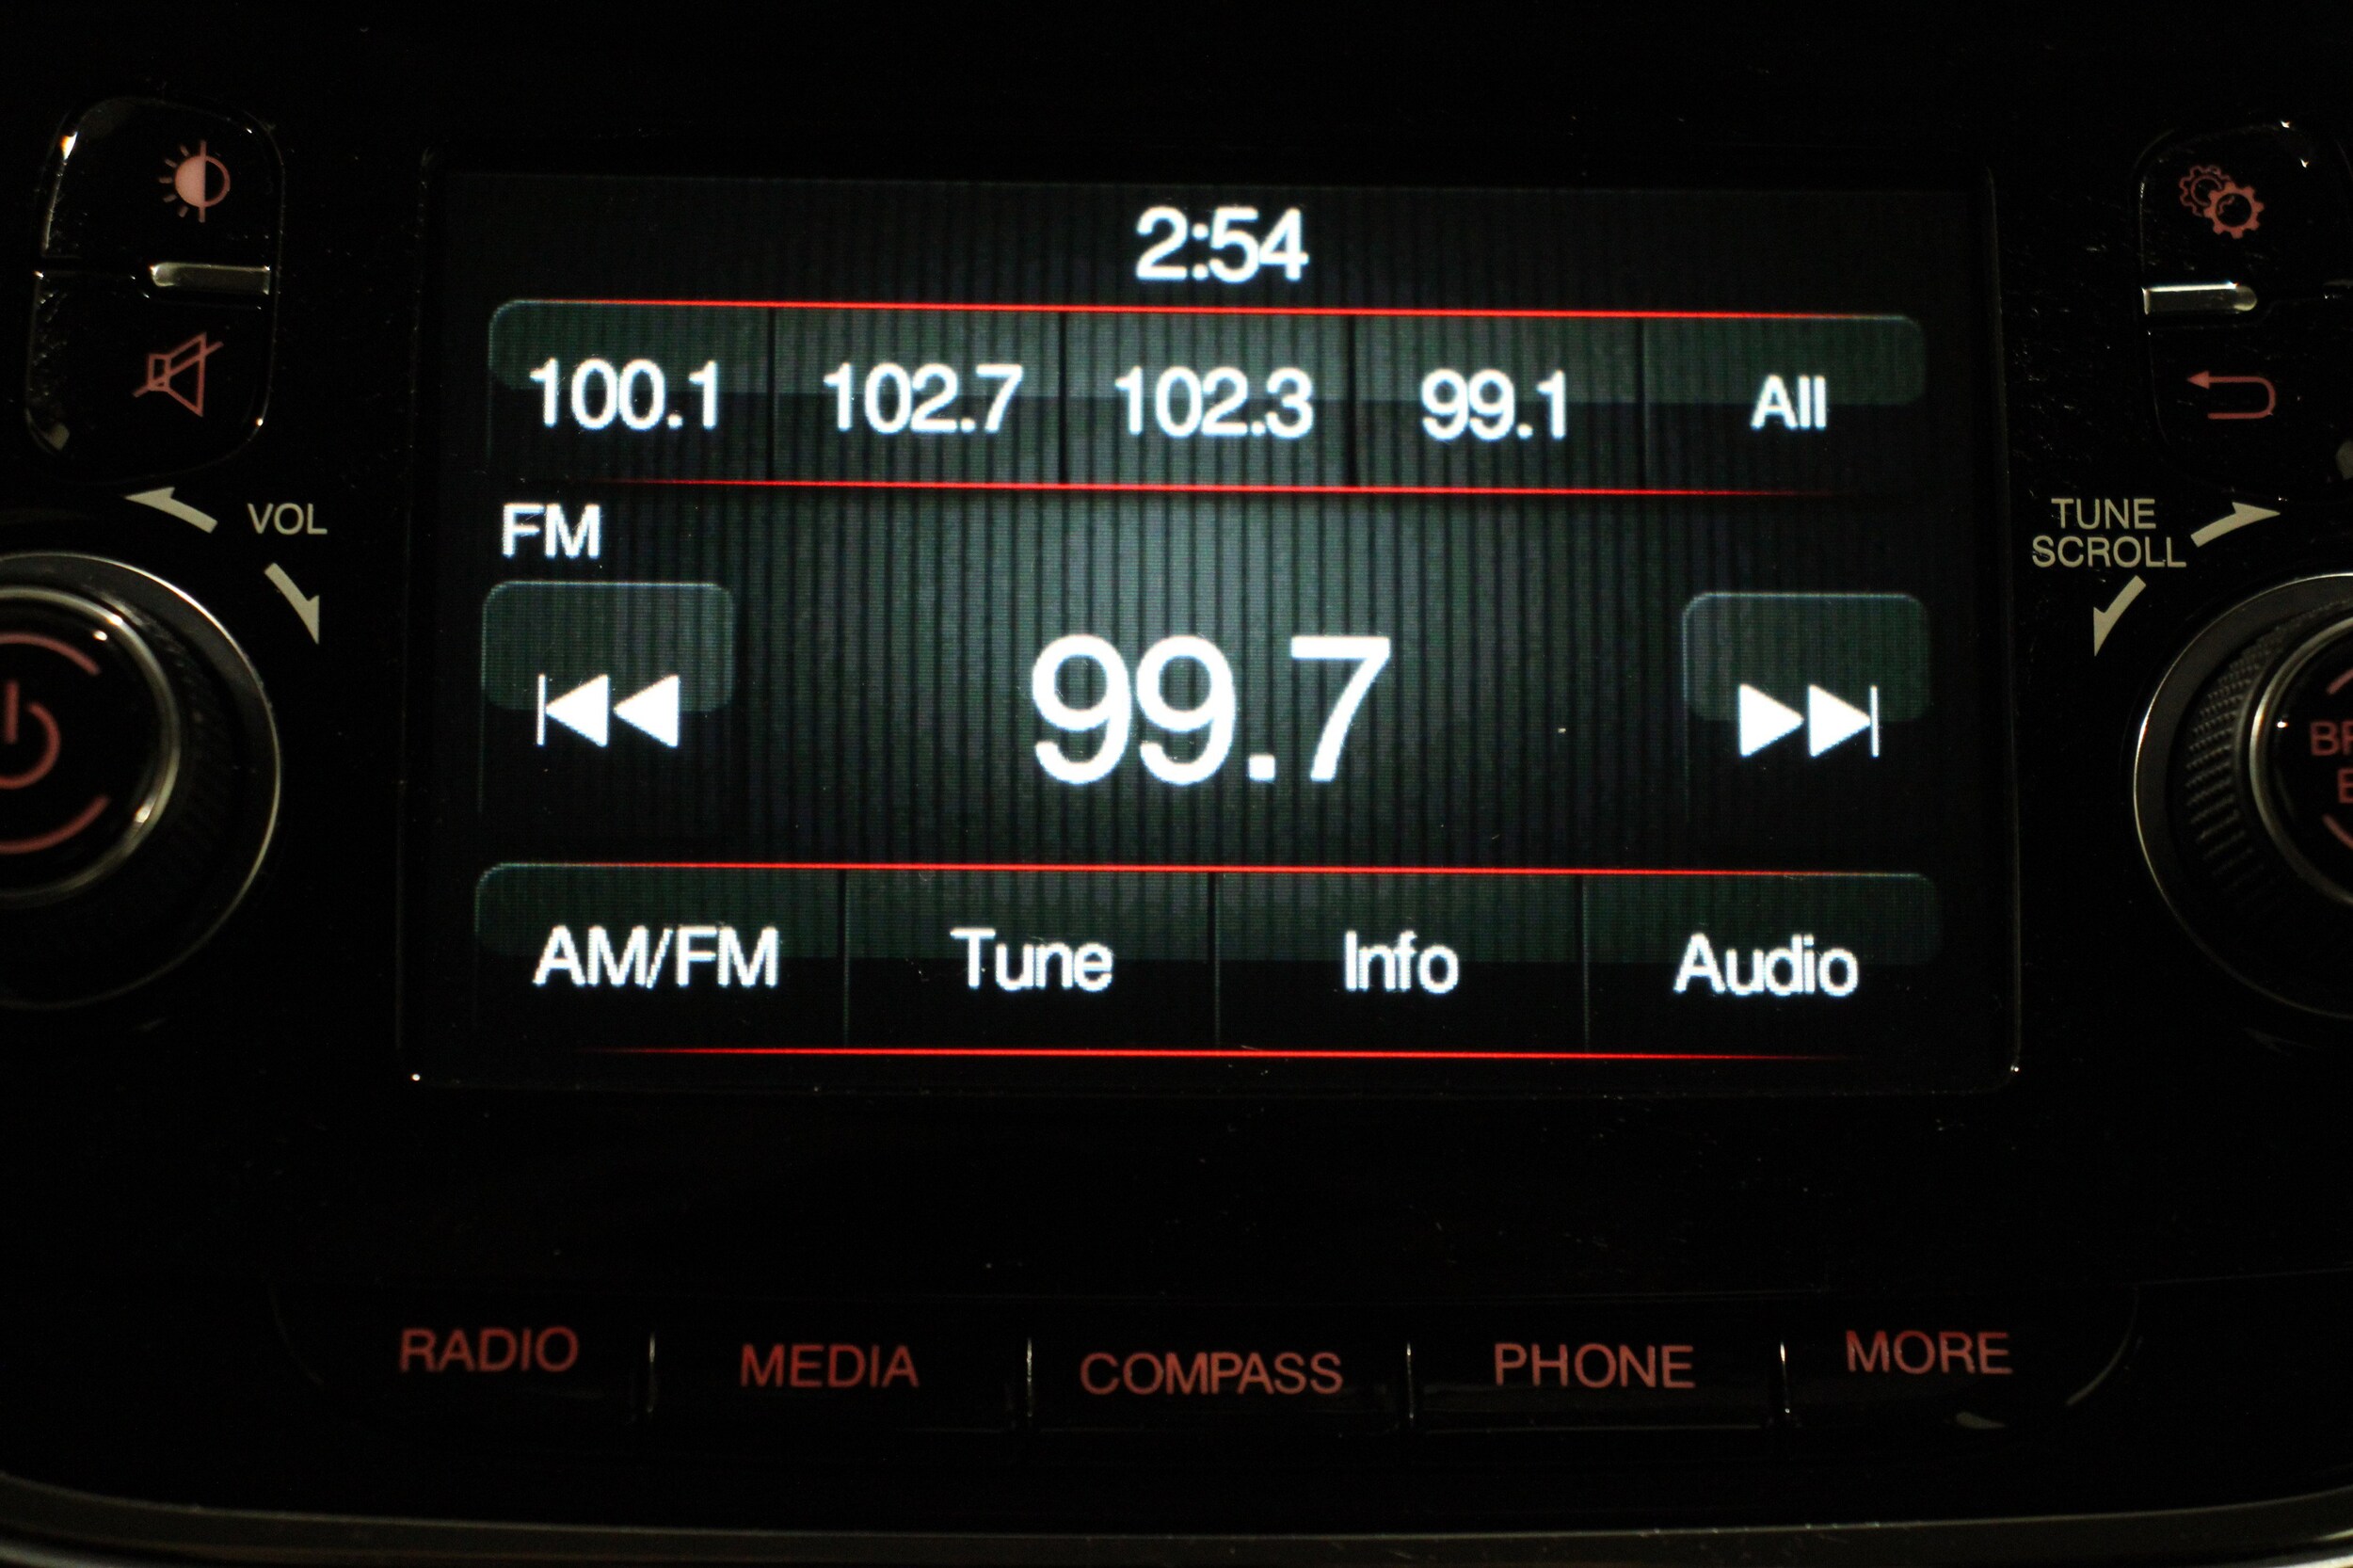 2:54
100.1 102.7 102.3 99.1 All
VOL
FM
TUNE
SCROLL
99.7
AM/FM Tune Info Audio
RADIO MEDIA COMPASS PHONE MORE